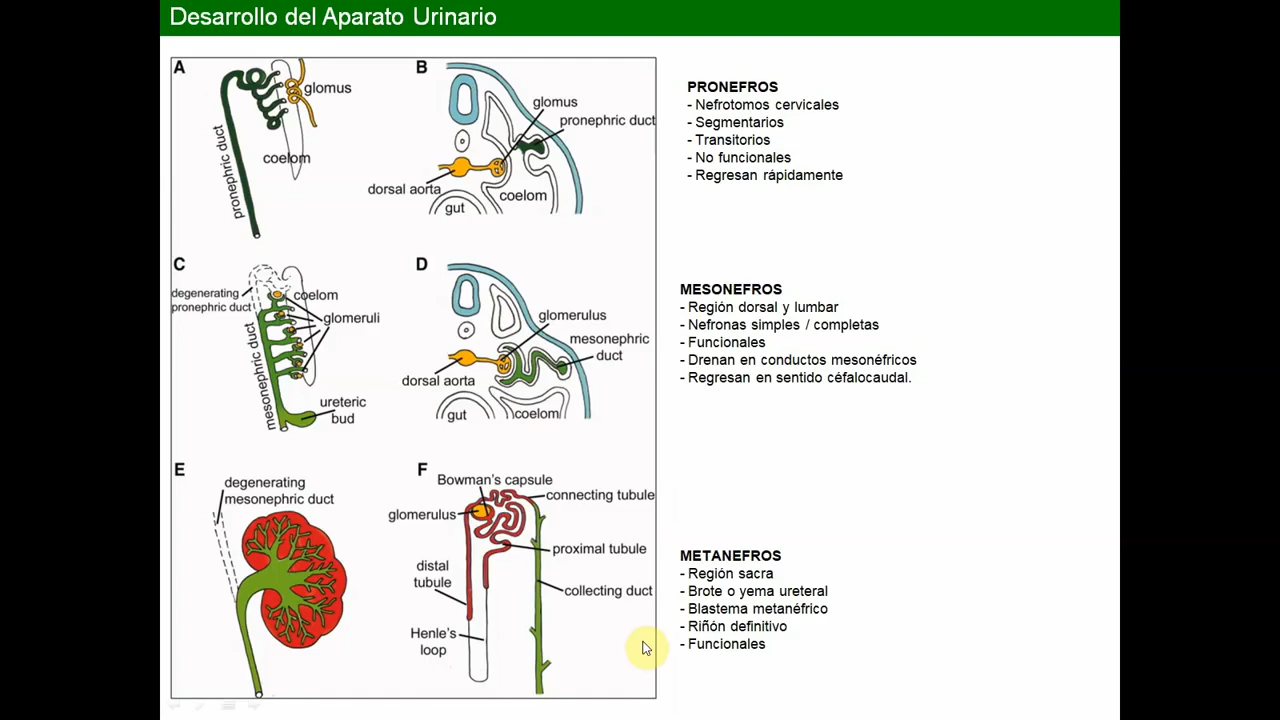 Desarrollo del Aparato Urinario
A
glomus
coelom
pronephric duct
B
glomus
pronephric duct
dorsal aorta
coelom
gut
PRONEFROS
- Nefrotomos cervicales
- Segmentarios
- Transitorios
- No funcionales
- Regresan rápidamente
C
degenerating
pronephric duct
coelom
glomeruli
mesonephric duct
ureteric
bud
D
glomerulus
mesonephric
duct
dorsal aorta
gut
coelom
MESONEFROS
- Región dorsal y lumbar
- Nefronas simples / completas
- Funcionales
- Drenan en conductos mesonéfricos
- Regresan en sentido céfalocaudal.
E
degenerating
mesonephric duct
F
Bowman's capsule
connecting tubule
glomerulus
proximal tubule
distal
tubule
collecting duct
Henle's
loop
METANEFROS
- Región sacra
- Brote o yema ureteral
- Blastema metanéfrico
- Riñón definitivo
- Funcionales